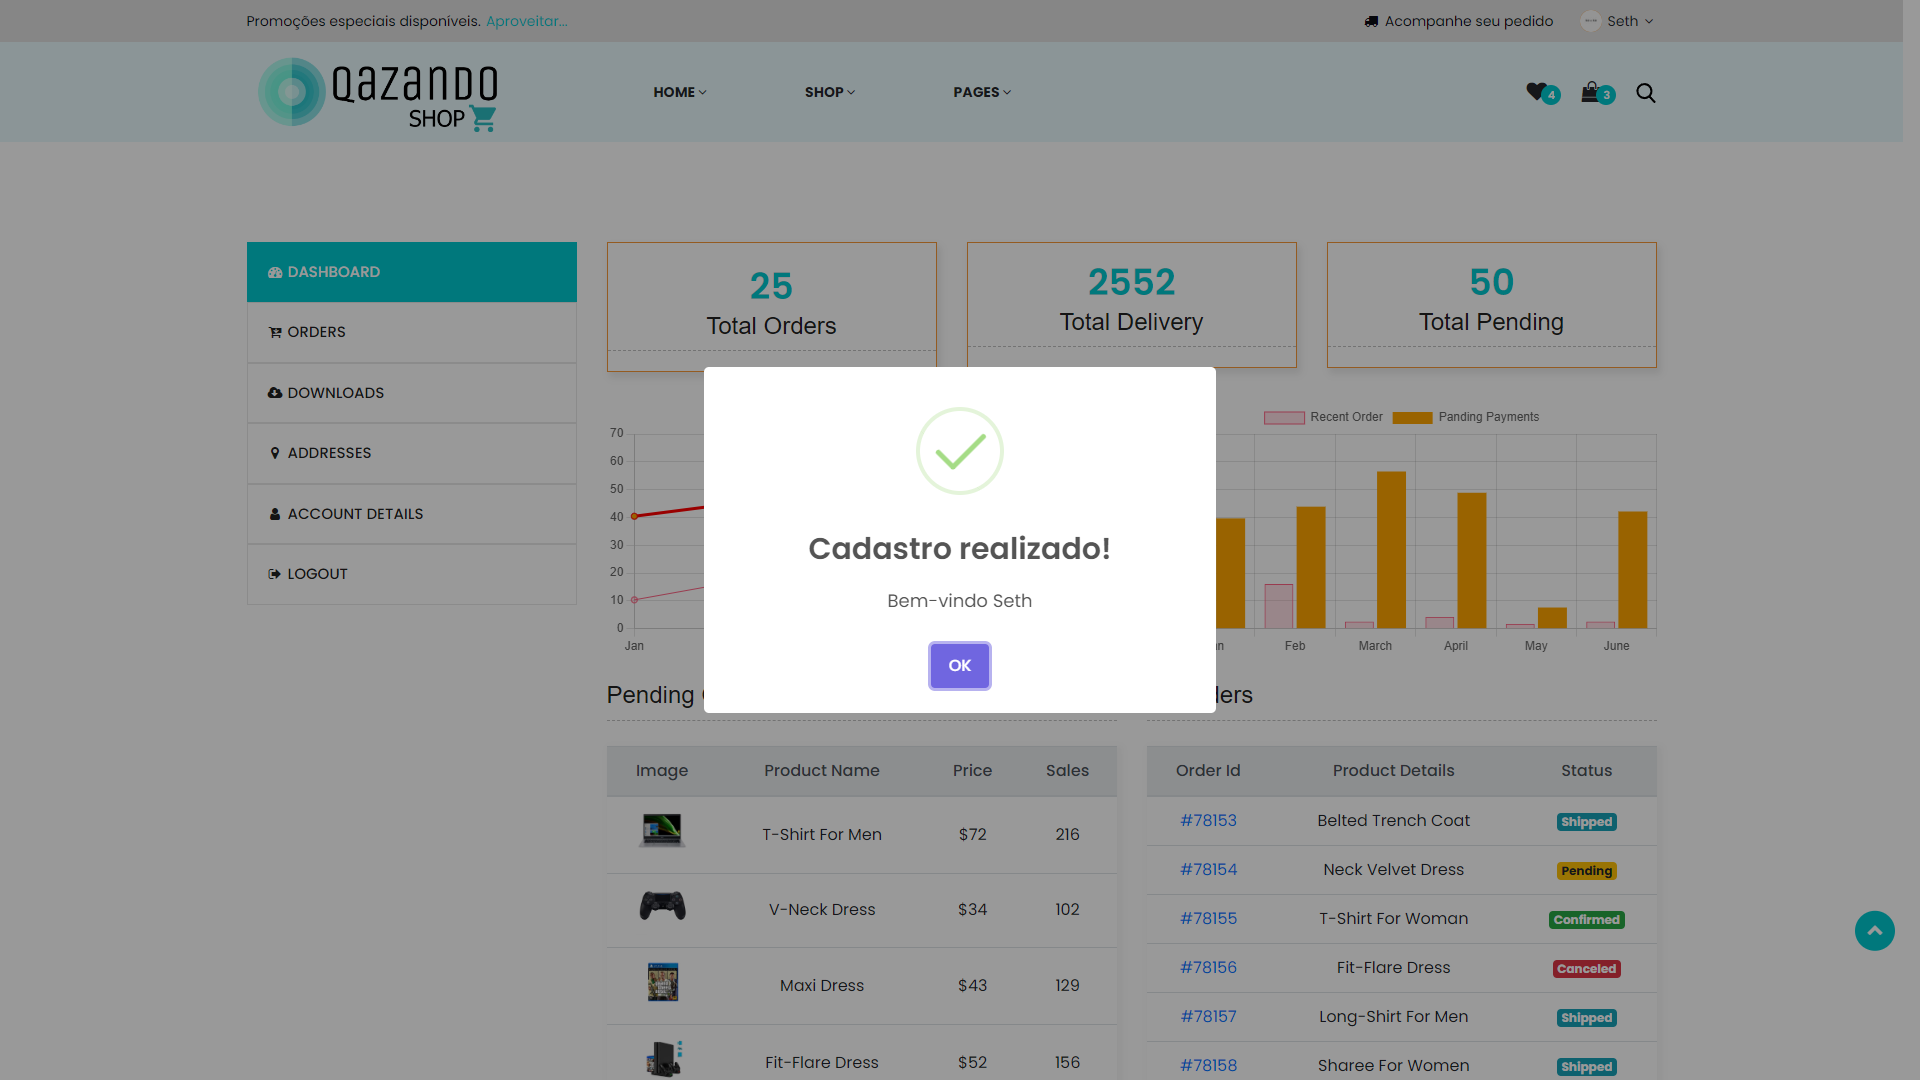 Promoções especiais disponíveis. Aproveitar...
Acompanhe seu pedido
Seth
QAZANDO
SHOP
HOME
SHOP
PAGES
4
3
DASHBOARD
ORDERS
DOWNLOADS
ADDRESSES
ACCOUNT DETAILS
LOGOUT
25
Total Orders
2552
Total Delivery
50
Total Pending
70
60
50
40
30
20
10
0
Jan
Recent Order
Panding Payments
Feb
March
April
May
June
Cadastro realizado!
Bem-vindo Seth
OK
Pending
Image Product Name Price Sales
T-Shirt For Men $72 216
V-Neck Dress $34 102
Maxi Dress $43 129
Fit-Flare Dress $52 156
Order Id Product Details Status
#78153 Belted Trench Coat Shipped
#78154 Neck Velvet Dress Pending
#78155 T-Shirt For Woman Confirmed
#78156 Fit-Flare Dress Canceled
#78157 Long-Shirt For Men Shipped
#78158 Sharee For Women Shipped